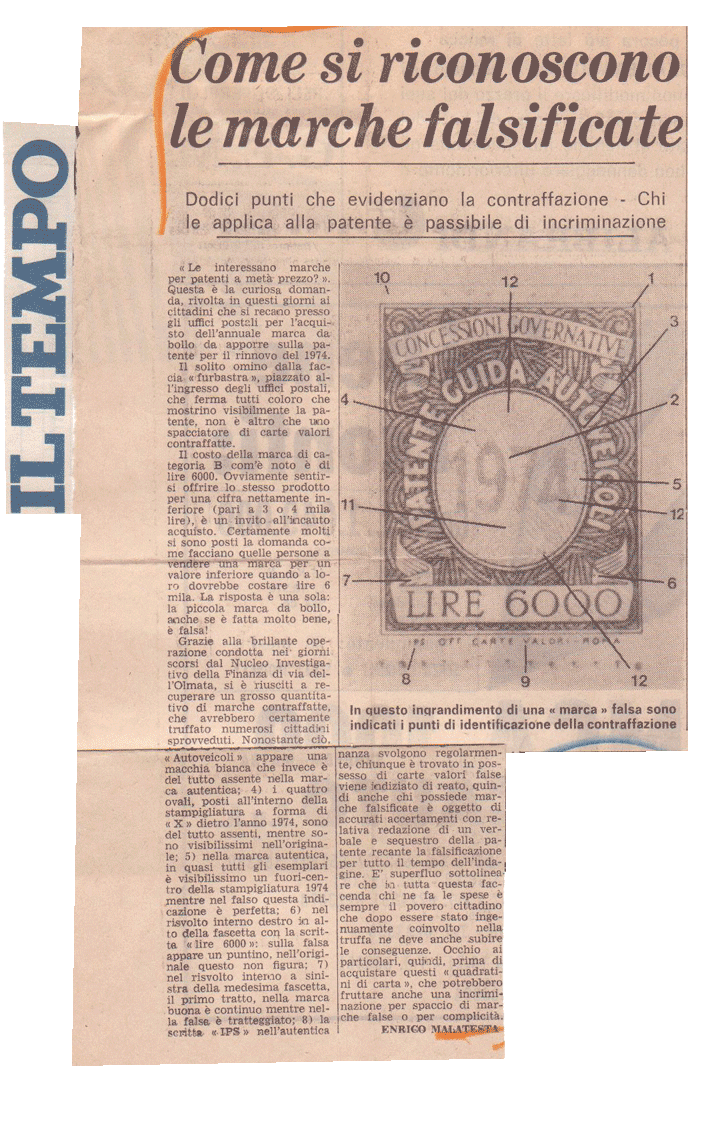 IL TEMPO
Come si riconoscono
le marche falsificate
Dodici punti che evidenziano la contraffazione - Chi
le applica alla patente è passibile di incriminazione
« Le interessano marche
per patenti a metà prezzo? ».
Questa è la curiosa doman-
da, rivolta in questi giorni ai
cittadini che si recano presso
gli uffici postali per l'acqui-
sto dell'annuale marca da
bollo da apporre sulla pa-
tente per il rinnovo del 1974.
Il solito omino dalla fac-
cia « furbastra », piazzato al-
l'ingresso degli uffici postali,
che ferma tutti coloro che
mostrino visibilmente la pa-
tente, non è altro che uno
spacciatore di carte valori
contraffatte.
Il costo della marca di ca-
tegoria B com'è noto è di
lire 6000. Ovviamente sentir-
si offrire lo stesso prodotto
per una cifra nettamente in-
feriore (pari a 3 o 4 mila
lire), è un invito all'incauto
acquisto. Certamente molti
si sono posti la domanda co-
me facciano quelle persone a
vendere una marca per un
valore inferiore quando a lo-
ro dovrebbe costare lire 6
mila. La risposta è una sola:
la piccola marca da bollo,
anche se è fatta molto bene,
è falsa!
Grazie alla brillante ope-
razione condotta nei giorni
scorsi dal Nucleo Investiga-
tivo della Finanza di via del-
l'Olmata, si è riusciti a re-
cuperare un grosso quantita-
tivo di marche contraffatte,
che avrebbero certamente
truffato numerosi cittadini
sprovveduti. Nonostante ciò,
10
12
1
3
4
2
5
11
12
7
6
8
9
12
CONCESSIONI GOVERNATIVE
PATENTE GUIDA AUTOVEICOLI
1974
LIRE 6000
IPS OFF CARTE VALORI - ROMA
In questo ingrandimento di una « marca » falsa sono
indicati i punti di identificazione della contraffazione
« Autoveicoli » appare una
macchia bianca che invece è
del tutto assente nella mar-
ca autentica; 4) i quattro
ovali, posti all'interno della
stampigliatura a forma di
« X » dietro l'anno 1974, sono
del tutto assenti, mentre so-
no visibilissimi nell'origina-
le; 5) nella marca autentica,
in quasi tutti gli esemplari
è visibilissimo un fuori-cen-
tro della stampigliatura 1974
mentre nel falso questa indi-
cazione è perfetta; 6) nel
risvolto interno destro in al-
to della fascetta con la scrit-
ta « lire 6000 »: sulla falsa
appare un puntino, nell'origi-
nale questo non figura; 7)
nel risvolto interno a sini-
stra della medesima fascetta,
il primo tratto, nella marca
buona è continuo mentre nel-
la falsa è tratteggiato; 8) la
scritta « IPS » nell'autentica
nanza svolgono regolarmen-
te, chiunque è trovato in pos-
sesso di carte valori false
viene indiziato di reato, quin-
di anche chi possiede mar-
che falsificate è oggetto di
accurati accertamenti con re-
lativa redazione di un ver-
bale e sequestro della pa-
tente recante la falsificazione
per tutto il tempo dell'inda-
gine. E' superfluo sottolinea-
re che in tutta questa fac-
cenda chi ne fa le spese è
sempre il povero cittadino
che dopo essere stato inge-
nuamente coinvolto nella
truffa ne deve anche subire
le conseguenze. Occhio ai
particolari, quindi, prima di
acquistare questi « quadrati-
ni di carta », che potrebbero
fruttare anche una incrimi-
nazione per spaccio di mar-
che false o per complicità.
ENRICO MALATESTA